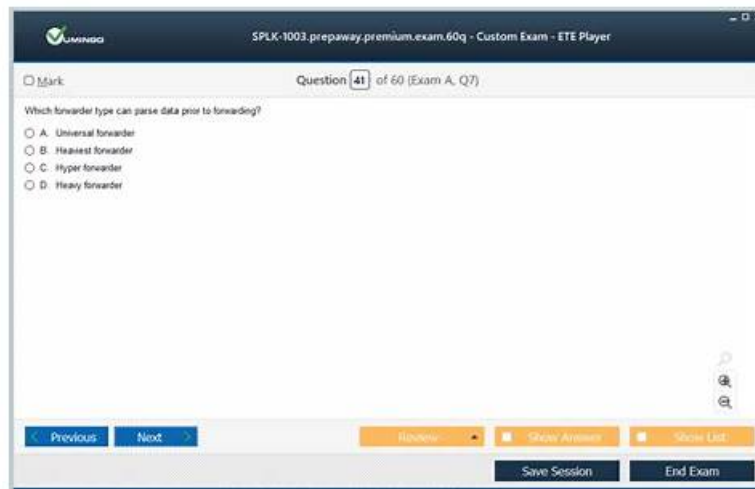 VUMINGO
SPLK-1003.prepaway.premium.exam.60q - Custom Exam - ETE Player
Mark
Question 41 of 60 (Exam A, Q7)
Which forwarder type can parse data prior to forwarding?
A. Universal forwarder
B. Heaviest forwarder
C. Hyper forwarder
D. Heavy forwarder
Previous
Next
Review
Show Answer
Show List
Save Session
End Exam